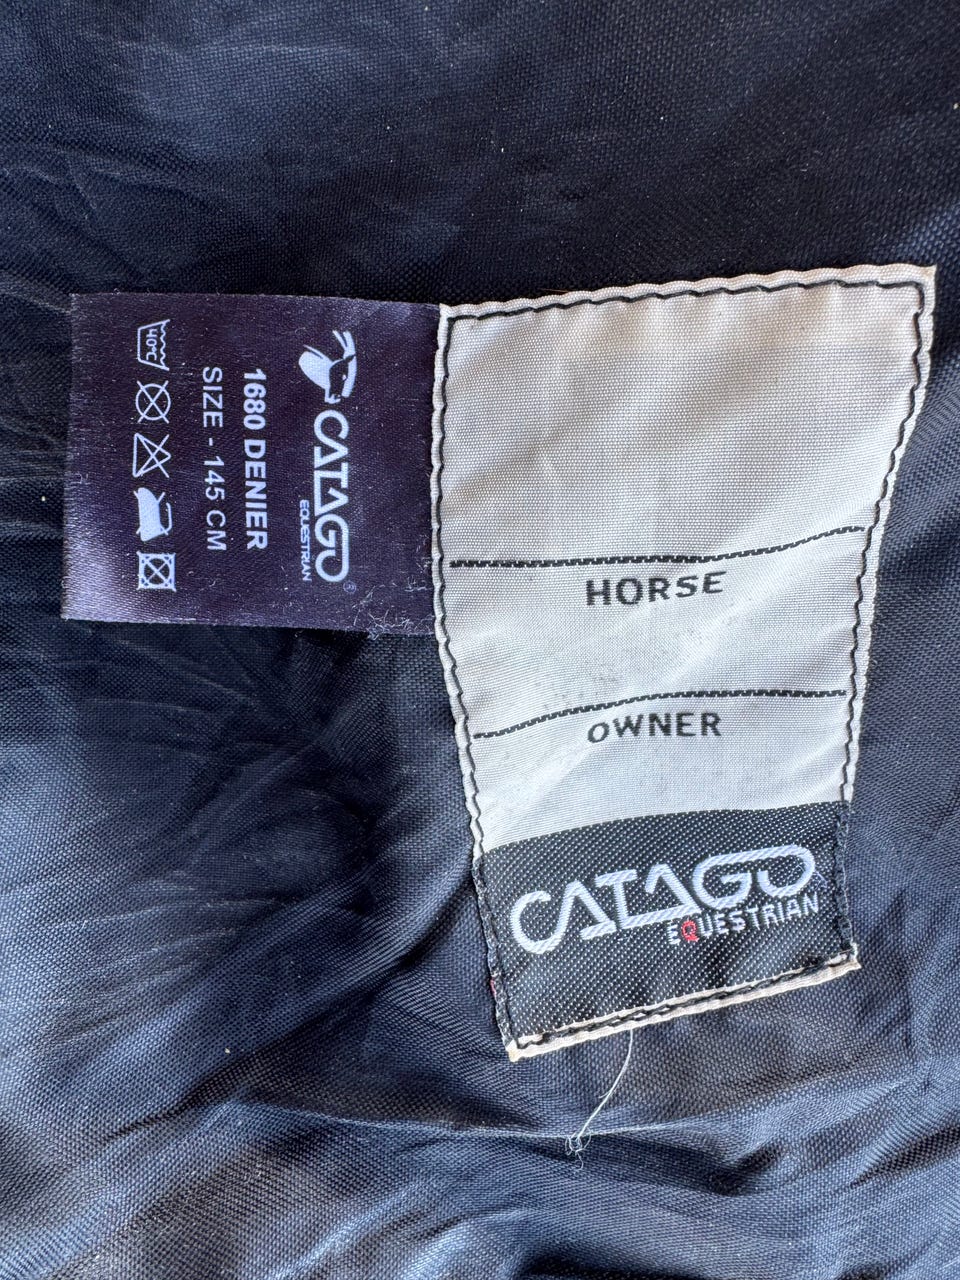 CATAGO®
EQUESTRIAN
1680 DENIER
SIZE - 145 CM
40°C
HORSE
OWNER
CATAGO
EQUESTRIAN